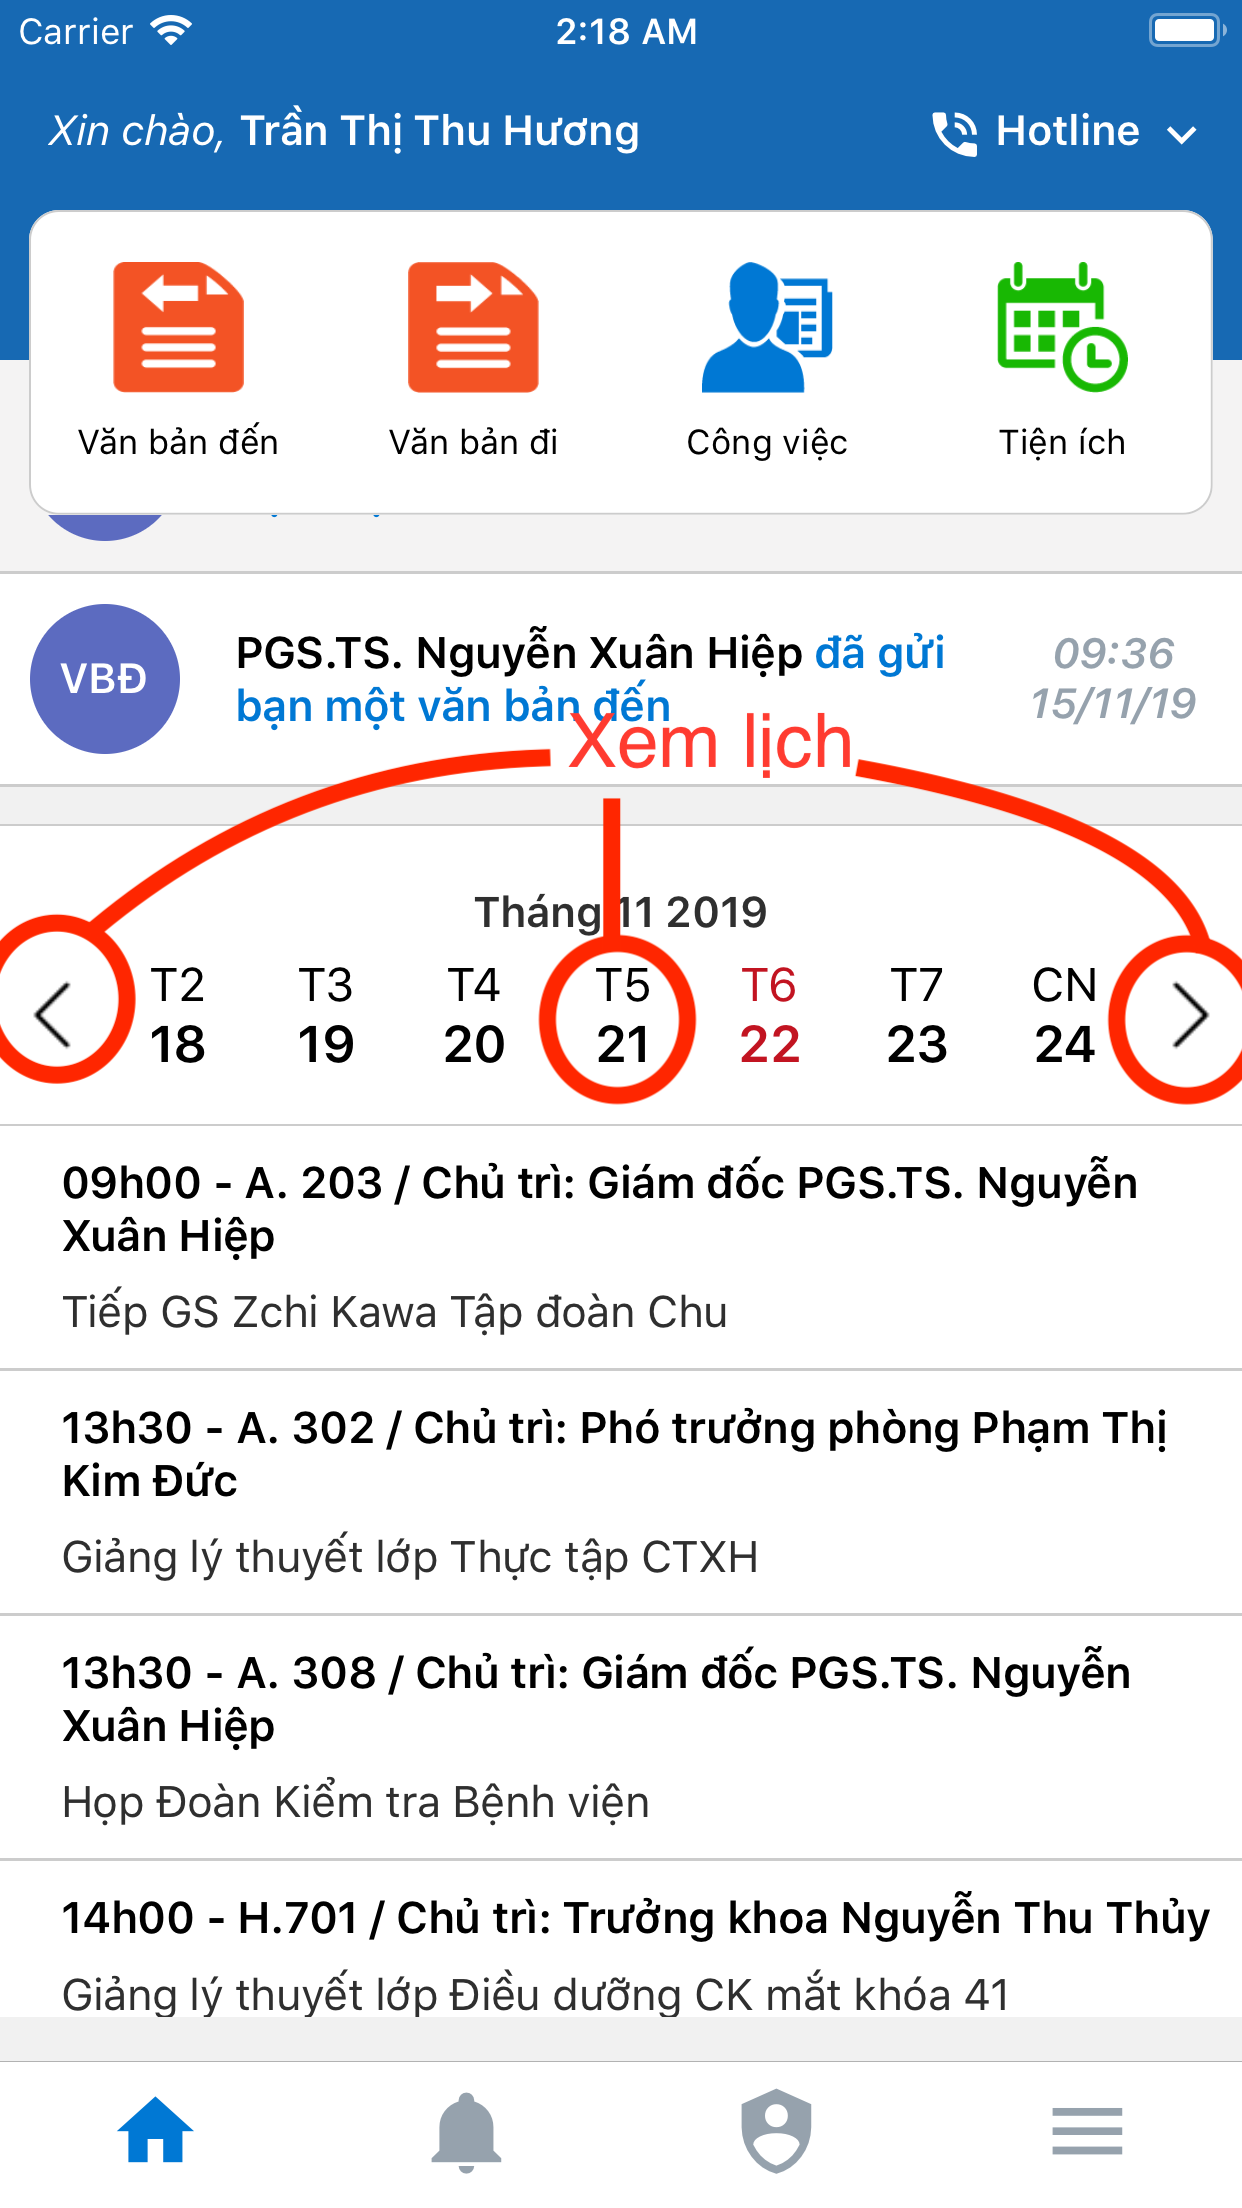 Carrier 2:18 AM
Xin chào, Trần Thị Thu Hương Hotline
Văn bản đến Văn bản đi Công việc Tiện ích
VBĐ
PGS.TS. Nguyễn Xuân Hiệp đã gửi
bạn một văn bản đến
09:36
15/11/19
Xem lịch
Tháng 11 2019
T2 T3 T4 T5 T6 T7 CN
18 19 20 21 22 23 24
09h00 - A. 203 / Chủ trì: Giám đốc PGS.TS. Nguyễn
Xuân Hiệp
Tiếp GS Zchi Kawa Tập đoàn Chu
13h30 - A. 302 / Chủ trì: Phó trưởng phòng Phạm Thị
Kim Đức
Giảng lý thuyết lớp Thực tập CTXH
13h30 - A. 308 / Chủ trì: Giám đốc PGS.TS. Nguyễn
Xuân Hiệp
Họp Đoàn Kiểm tra Bệnh viện
14h00 - H.701 / Chủ trì: Trưởng khoa Nguyễn Thu Thủy
Giảng lý thuyết lớp Điều dưỡng CK mắt khóa 41